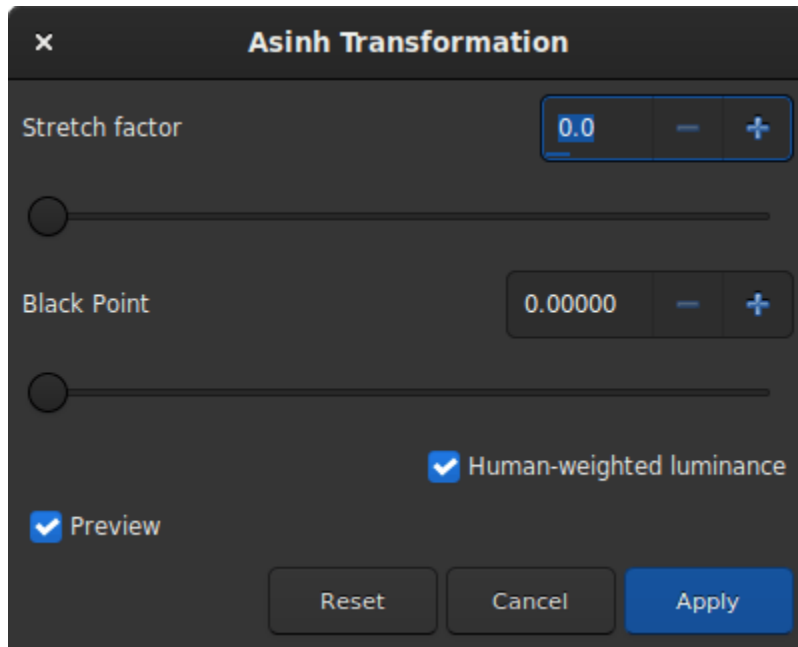 Asinh Transformation
Stretch factor 0.0
Black Point 0.00000
Human-weighted luminance
Preview
Reset Cancel Apply